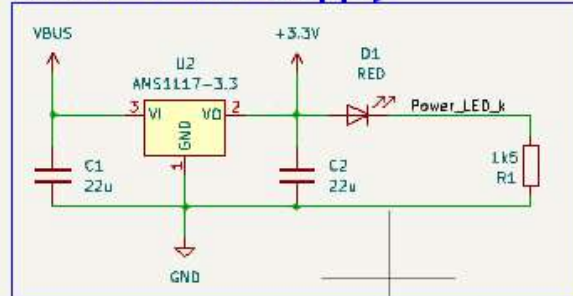 VBUS
U2
AMS1117-3.3
+3.3V
D1
RED
Power_LED_k
3 VI VO 2
GND
1
C1
22u
C2
22u
1k5
R1
GND